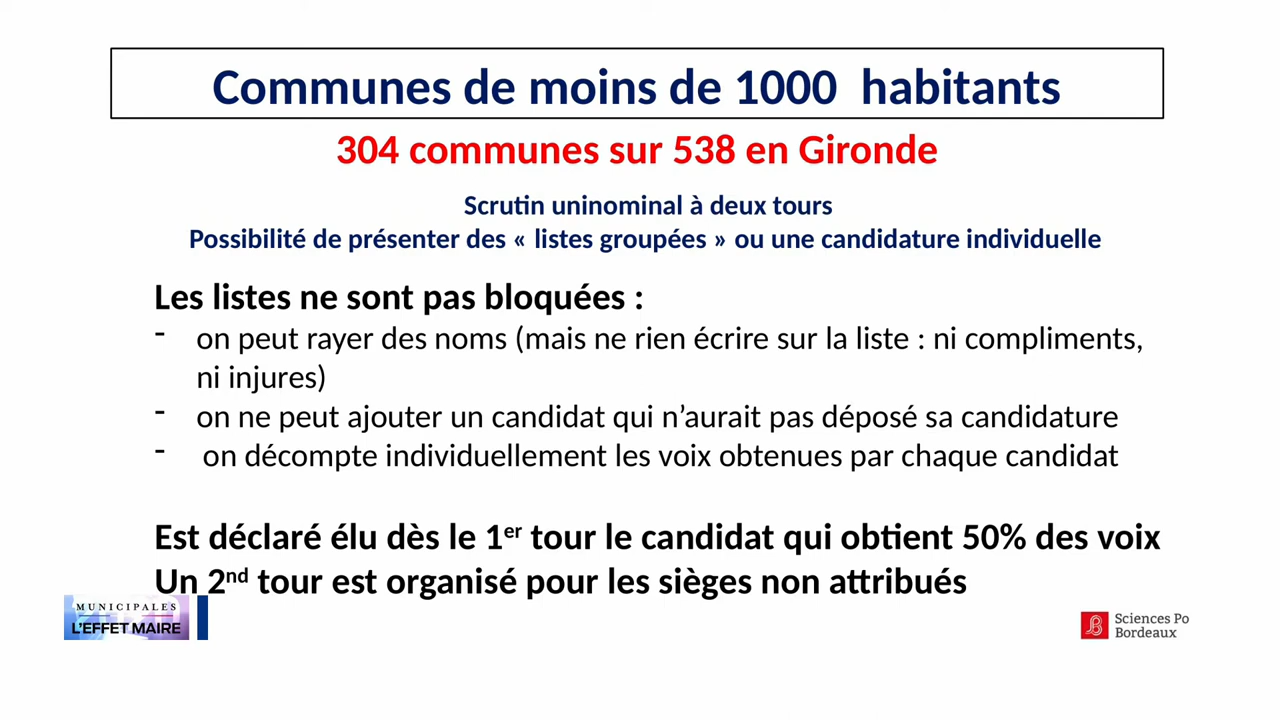 Communes de moins de 1000 habitants
304 communes sur 538 en Gironde
Scrutin uninominal à deux tours
Possibilité de présenter des « listes groupées » ou une candidature individuelle
Les listes ne sont pas bloquées :
- on peut rayer des noms (mais ne rien écrire sur la liste : ni compliments,
ni injures)
- on ne peut ajouter un candidat qui n’aurait pas déposé sa candidature
- on décompte individuellement les voix obtenues par chaque candidat
Est déclaré élu dès le 1er tour le candidat qui obtient 50% des voix
Un 2nd tour est organisé pour les sièges non attribués
MUNICIPALES
L'EFFET MAIRE
Sciences Po
Bordeaux